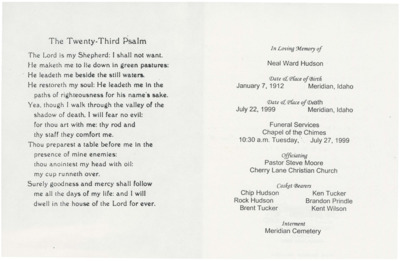 The Twenty-Third Psalm
The Lord is my Shepherd: I shall not want.
He maketh me to lie down in green pastures:
He leadeth me beside the still waters.
He restoreth my soul: He leadeth me in the
paths of righteousness for his name's sake.
Yea, though I walk through the valley of the
shadow of death, I will fear no evil:
for thou art with me: thy rod and
thy staff they comfort me.
Thou preparest a table before me in the
presence of mine enemies:
thou anointest my head with oil:
my cup runneth over.
Surely goodness and mercy shall follow
me all the days of my life: and I will
dwell in the house of the Lord for ever.
In Loving Memory of
Neal Ward Hudson
Date & Place of Birth
January 7, 1912 Meridian, Idaho
Date & Place of Death
July 22, 1999 Meridian, Idaho
Funeral Services
Chapel of the Chimes
10:30 a.m. Tuesday, July 27, 1999
Officiating
Pastor Steve Moore
Cherry Lane Christian Church
Casket Bearers
Chip Hudson Ken Tucker
Rock Hudson Brandon Prindle
Brent Tucker Kent Wilson
Interment
Meridian Cemetery